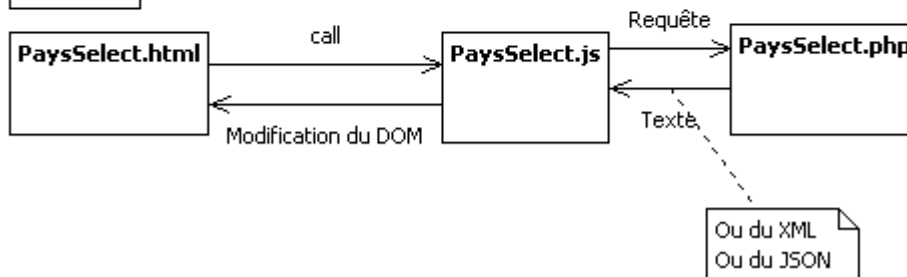 Requête
call
PaysSelect.html
PaysSelect.js
PaysSelect.php
Texte
Modification du DOM
Ou du XML
Ou du JSON